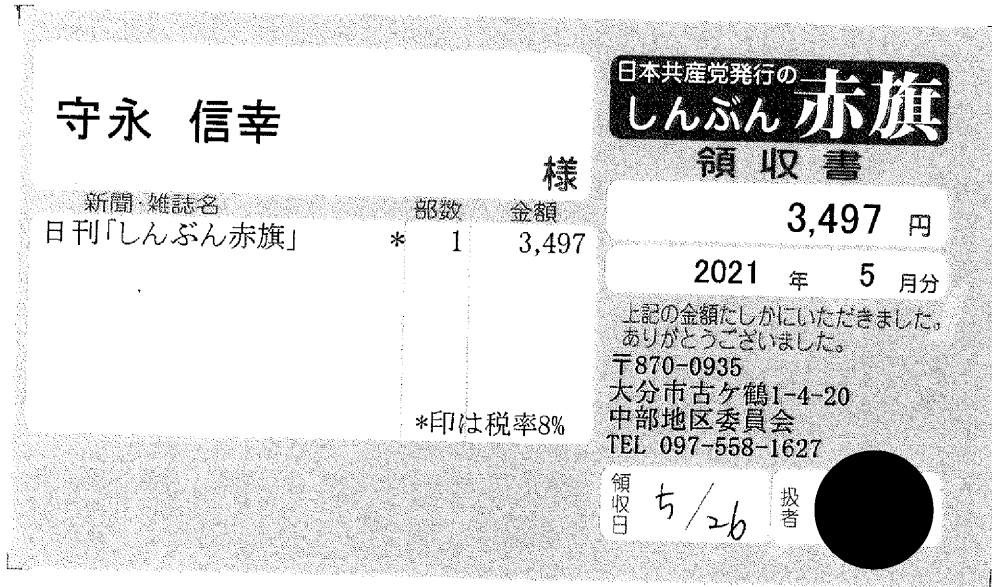 守永 信幸
様
新聞・雑誌名 部数 金額
日刊「しんぶん赤旗」 * 1 3,497
*印は税率8%
日本共産党発行の
しんぶん赤旗
領収書
3,497 円
2021 年 5 月分
上記の金額たしかにいただきました。
ありがとうございました。
〒870-0935
大分市古ケ鶴1-4-20
中部地区委員会
TEL 097-558-1627
領収日 5/26 扱者